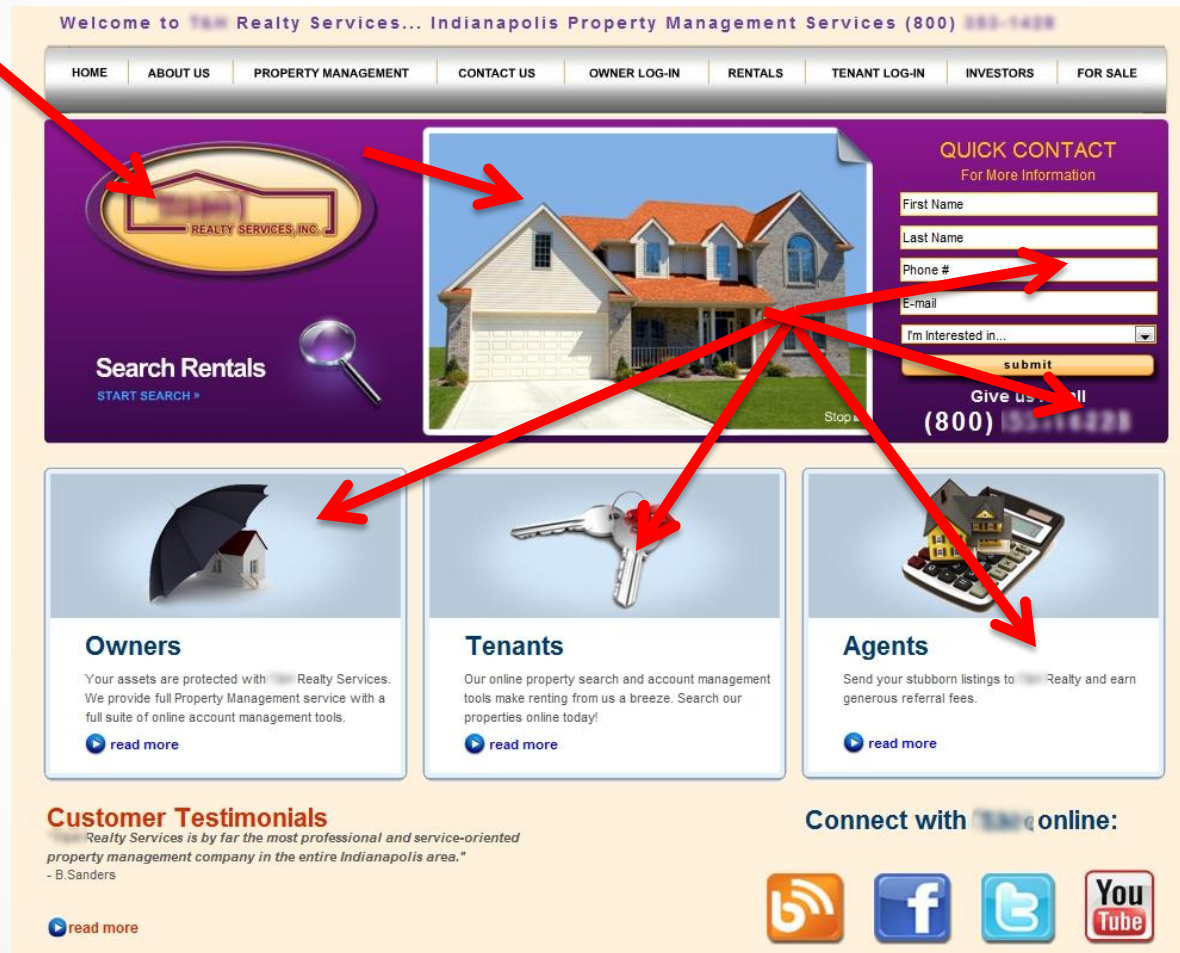 Welcome to Realty Services... Indianapolis Property Management Services (800)
HOME ABOUT US PROPERTY MANAGEMENT CONTACT US OWNER LOG-IN RENTALS TENANT LOG-IN INVESTORS FOR SALE
REALTY SERVICES, INC.
Search Rentals
START SEARCH »
Stop
QUICK CONTACT
For More Information
First Name
Last Name
Phone #
E-mail
I'm Interested in...
submit
Give us
(800)
Owners
Your assets are protected with Realty Services.
We provide full Property Management service with a
full suite of online account management tools.
read more
Tenants
Our online property search and account management
tools make renting from us a breeze. Search our
properties online today!
read more
Agents
Send your stubborn listings to Realty and earn
generous referral fees.
read more
Customer Testimonials
Realty Services is by far the most professional and service-oriented
property management company in the entire Indianapolis area."
- B.Sanders
read more
Connect with online:
You
Tube